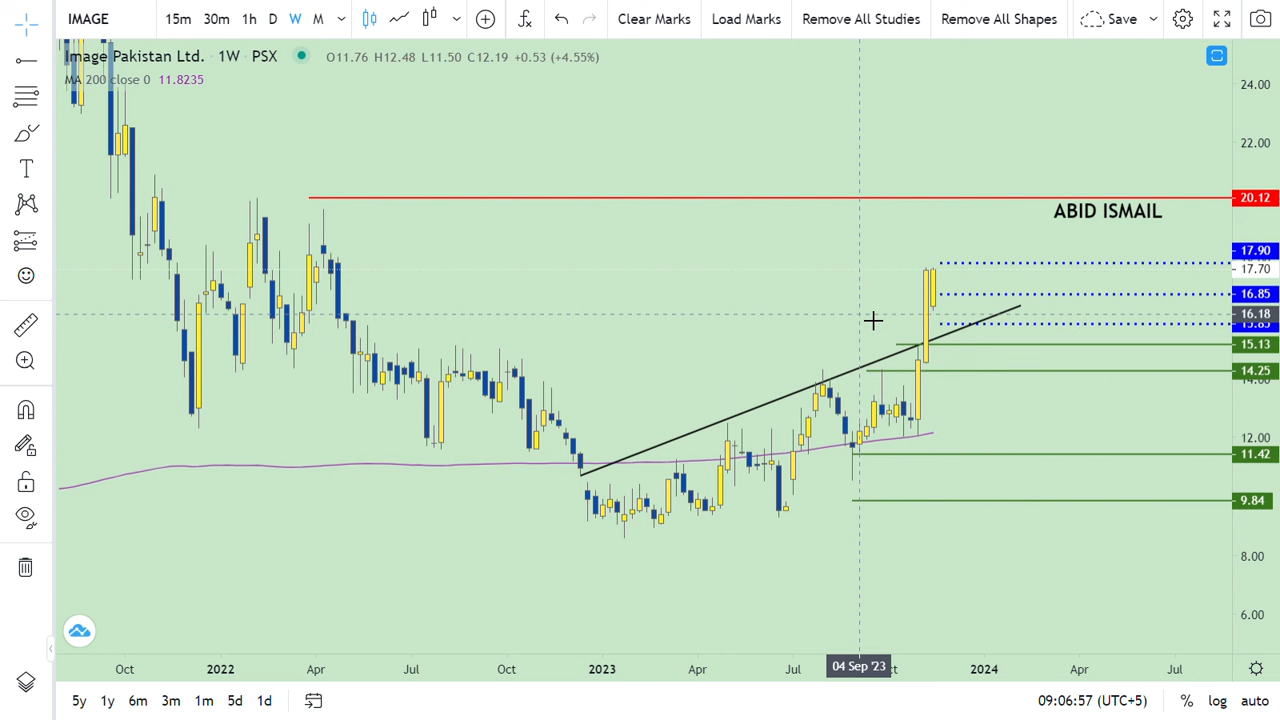 IMAGE 15m 30m 1h D W M Clear Marks Load Marks Remove All Studies Remove All Shapes Save
Image Pakistan Ltd. · 1W · PSX O11.76 H12.48 L11.50 C12.19 +0.53 (+4.55%)
MA 200 close 0 11.8235
24.00
22.00
20.12
ABID ISMAIL
17.90
17.70
16.85
16.18
15.85
15.13
14.25
14.00
12.00
11.42
9.84
8.00
6.00
Oct 2022 Apr Jul Oct 2023 Apr Jul 04 Sep '23 2024 Apr Jul
5y 1y 6m 3m 1m 5d 1d 09:06:57 (UTC+5) % log auto